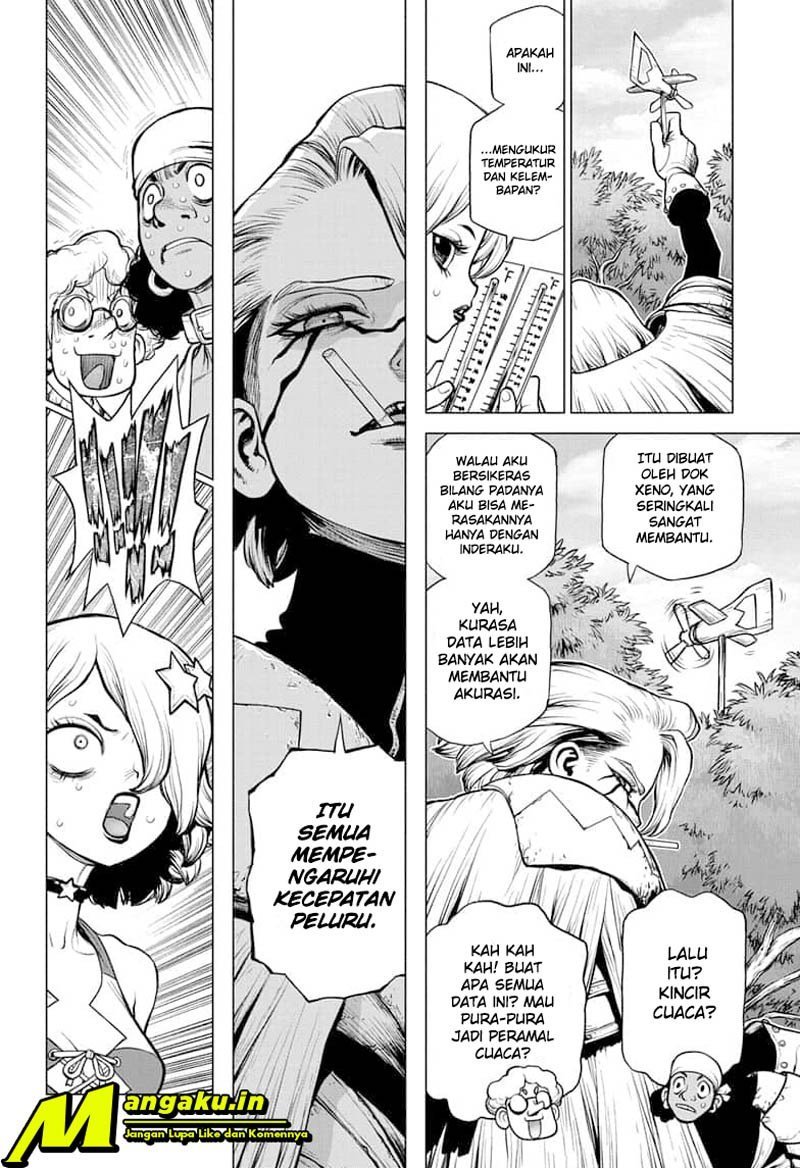 APAKAH
INI...
...MENGUKUR
TEMPERATUR
DAN KELEM-
BAPAN?
°F
°F
ITU DIBUAT
OLEH DOK
XENO, YANG
SERINGKALI
SANGAT
MEMBANTU.
WALAU AKU
BERSIKERAS
BILANG PADANYA
AKU BISA ME-
RASAKANNYA
HANYA DENGAN
INDERAKU.
YAH,
KURASA
DATA LEBIH
BANYAK AKAN
MEMBANTU
AKURASI.
LALU
ITU?
KINCIR
CUACA?
KAH KAH
KAH! BUAT
APA SEMUA
DATA INI? MAU
PURA-PURA
JADI PERAMAL
CUACA?
ITU
SEMUA
MEMPE-
NGARUHI
KECEPATAN
PELURU.
Mangaku.in
Jangan Lupa Like dan Komennya